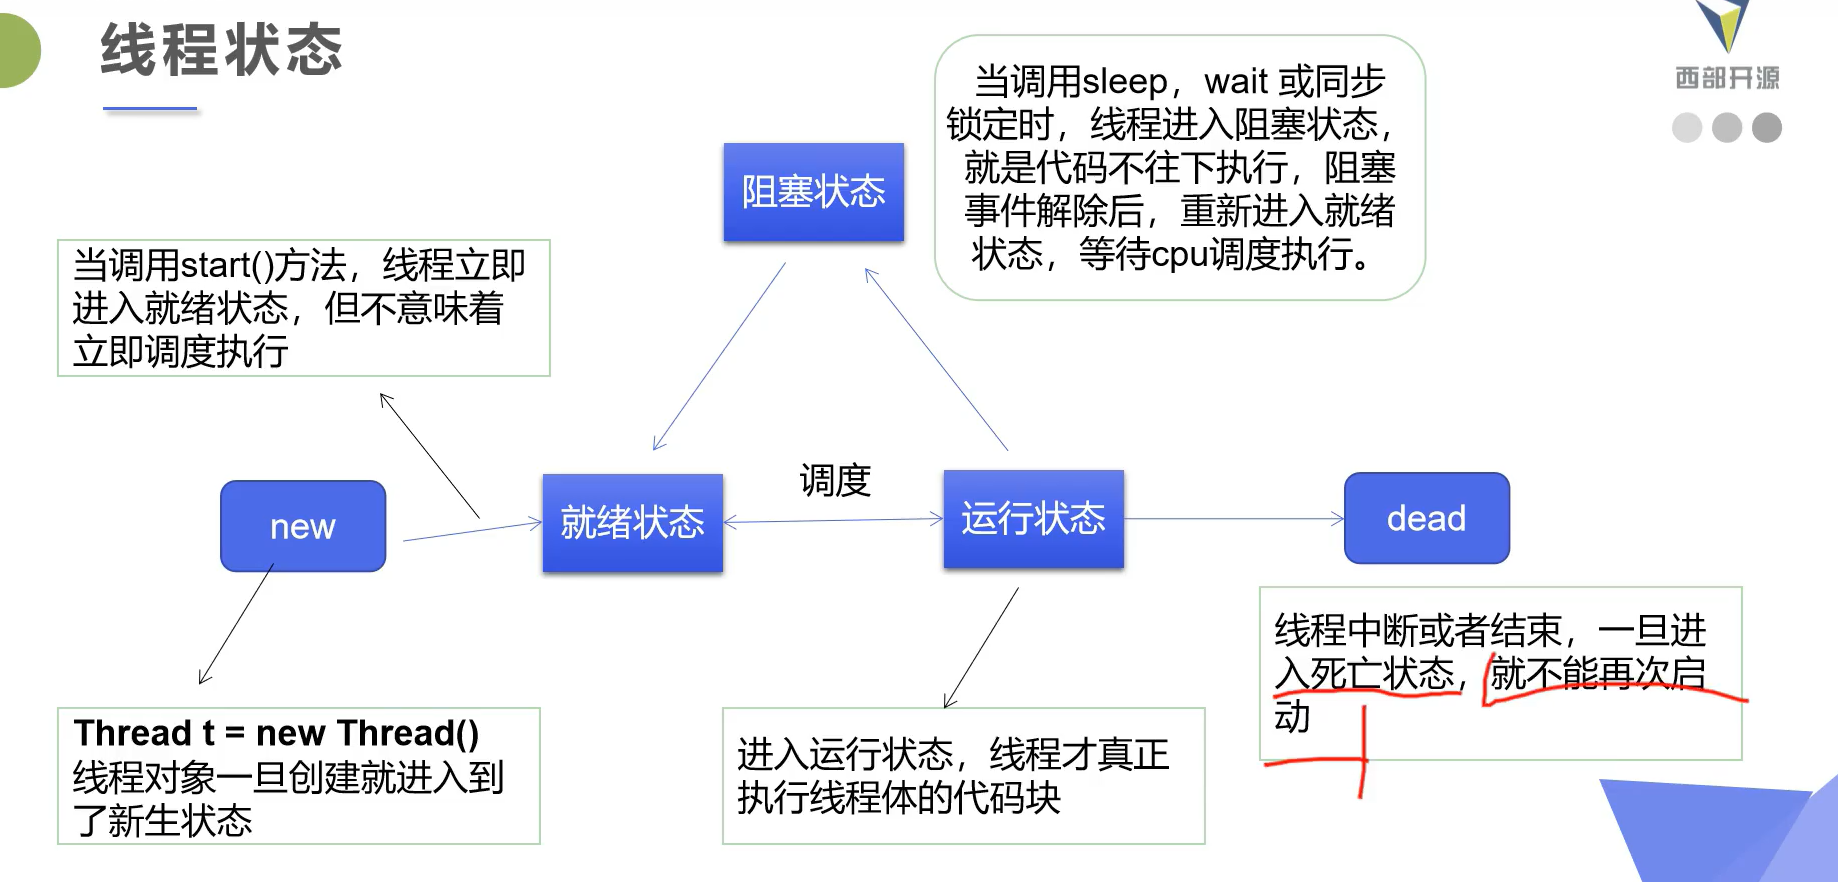 线程状态
西部开源
当调用sleep，wait 或同步
锁定时，线程进入阻塞状态，
就是代码不往下执行，阻塞
事件解除后，重新进入就绪
状态，等待cpu调度执行。
阻塞状态
当调用start()方法，线程立即
进入就绪状态，但不意味着
立即调度执行
new
就绪状态
调度
运行状态
dead
Thread t = new Thread()
线程对象一旦创建就进入到
了新生状态
进入运行状态，线程才真正
执行线程体的代码块
线程中断或者结束，一旦进
入死亡状态，就不能再次启
动